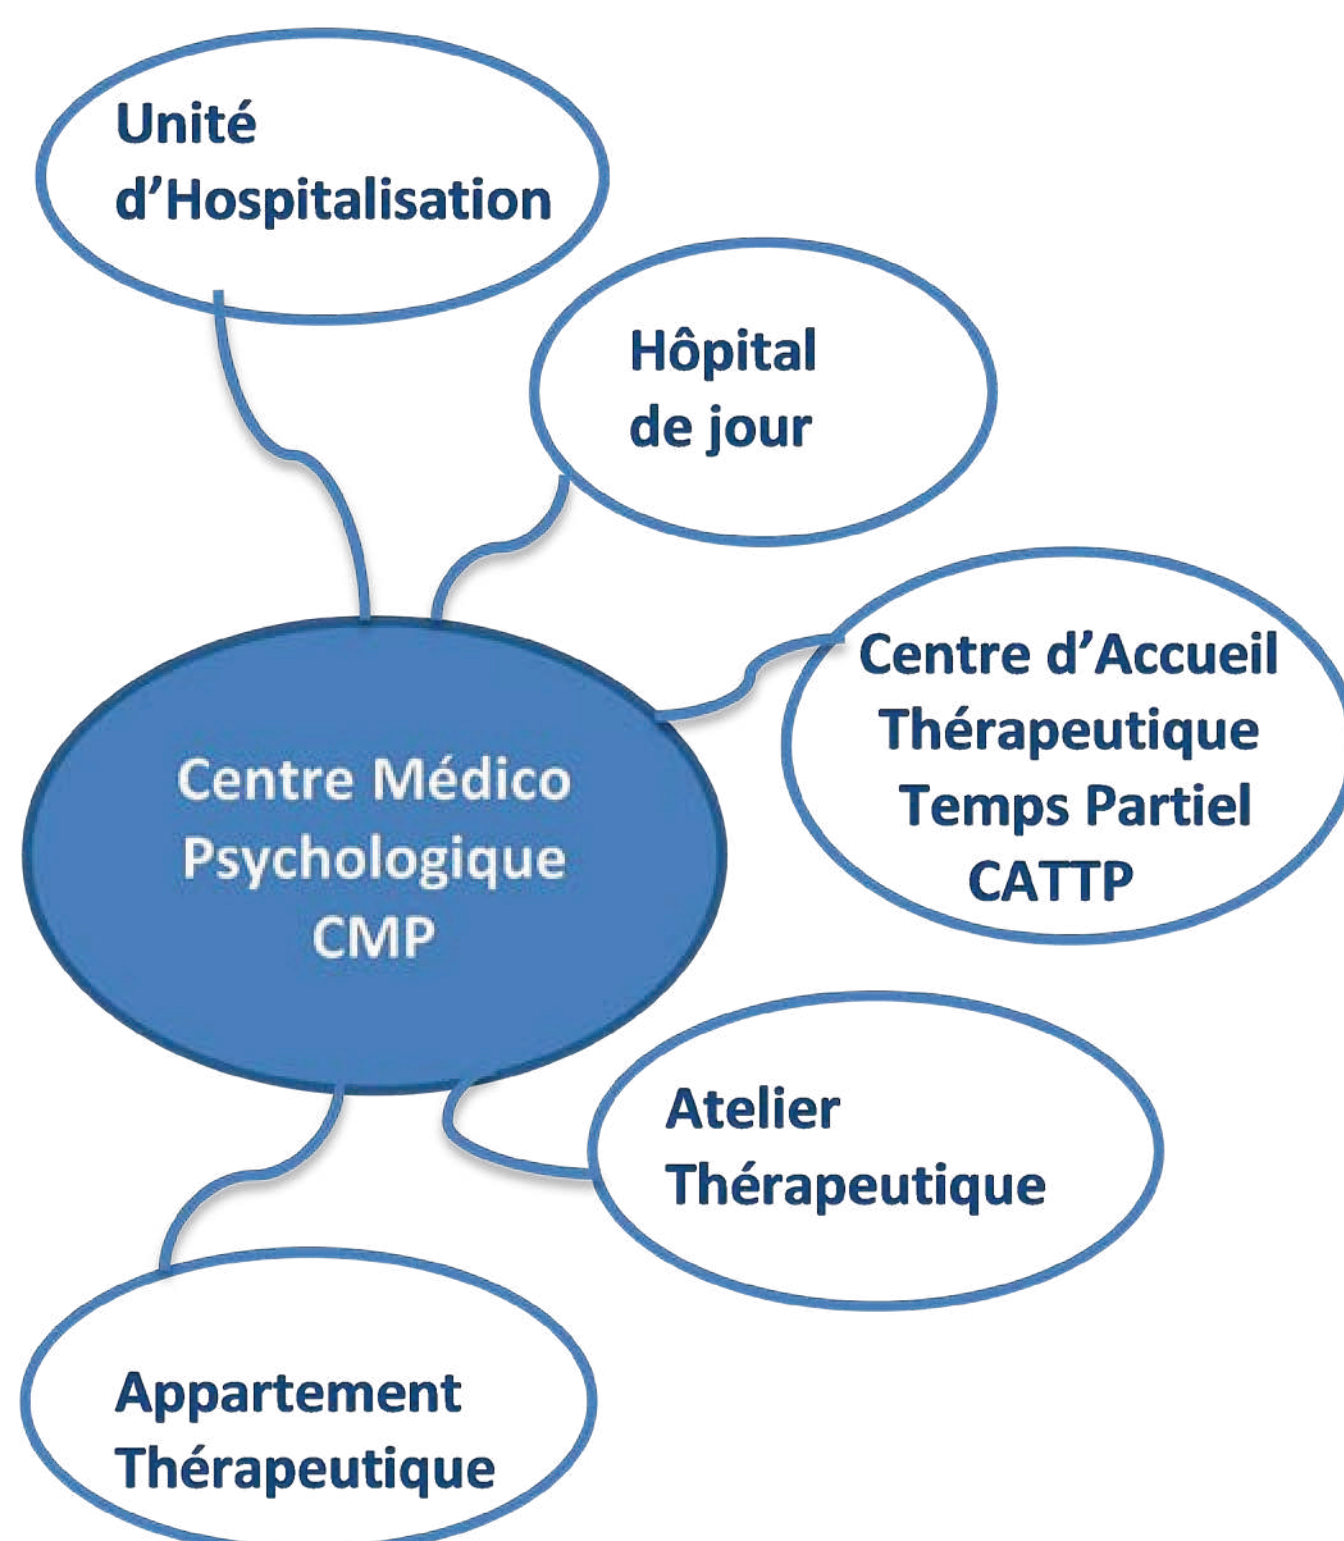 Unité
d’Hospitalisation
Hôpital
de jour
Centre d’Accueil
Thérapeutique
Temps Partiel
CATTP
Centre Médico
Psychologique
CMP
Atelier
Thérapeutique
Appartement
Thérapeutique